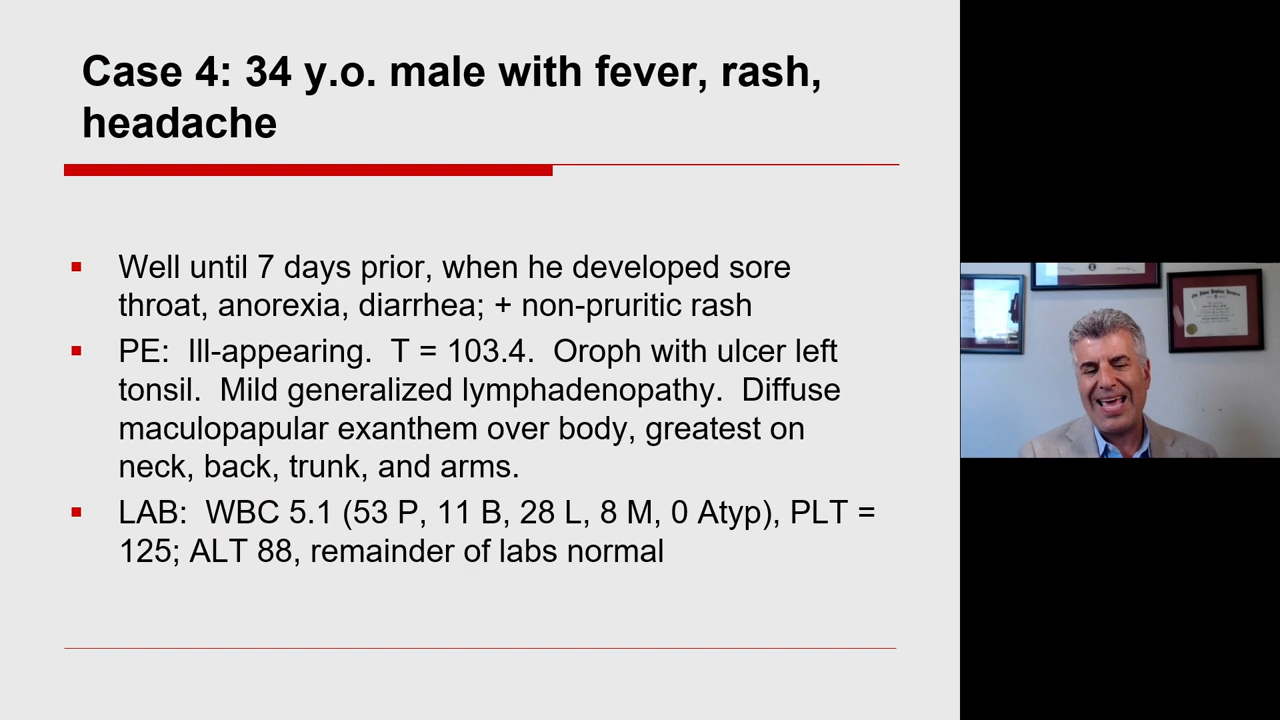 Case 4: 34 y.o. male with fever, rash,
headache
▪ Well until 7 days prior, when he developed sore
throat, anorexia, diarrhea; + non-pruritic rash
▪ PE: Ill-appearing. T = 103.4. Oroph with ulcer left
tonsil. Mild generalized lymphadenopathy. Diffuse
maculopapular exanthem over body, greatest on
neck, back, trunk, and arms.
▪ LAB: WBC 5.1 (53 P, 11 B, 28 L, 8 M, 0 Atyp), PLT =
125; ALT 88, remainder of labs normal